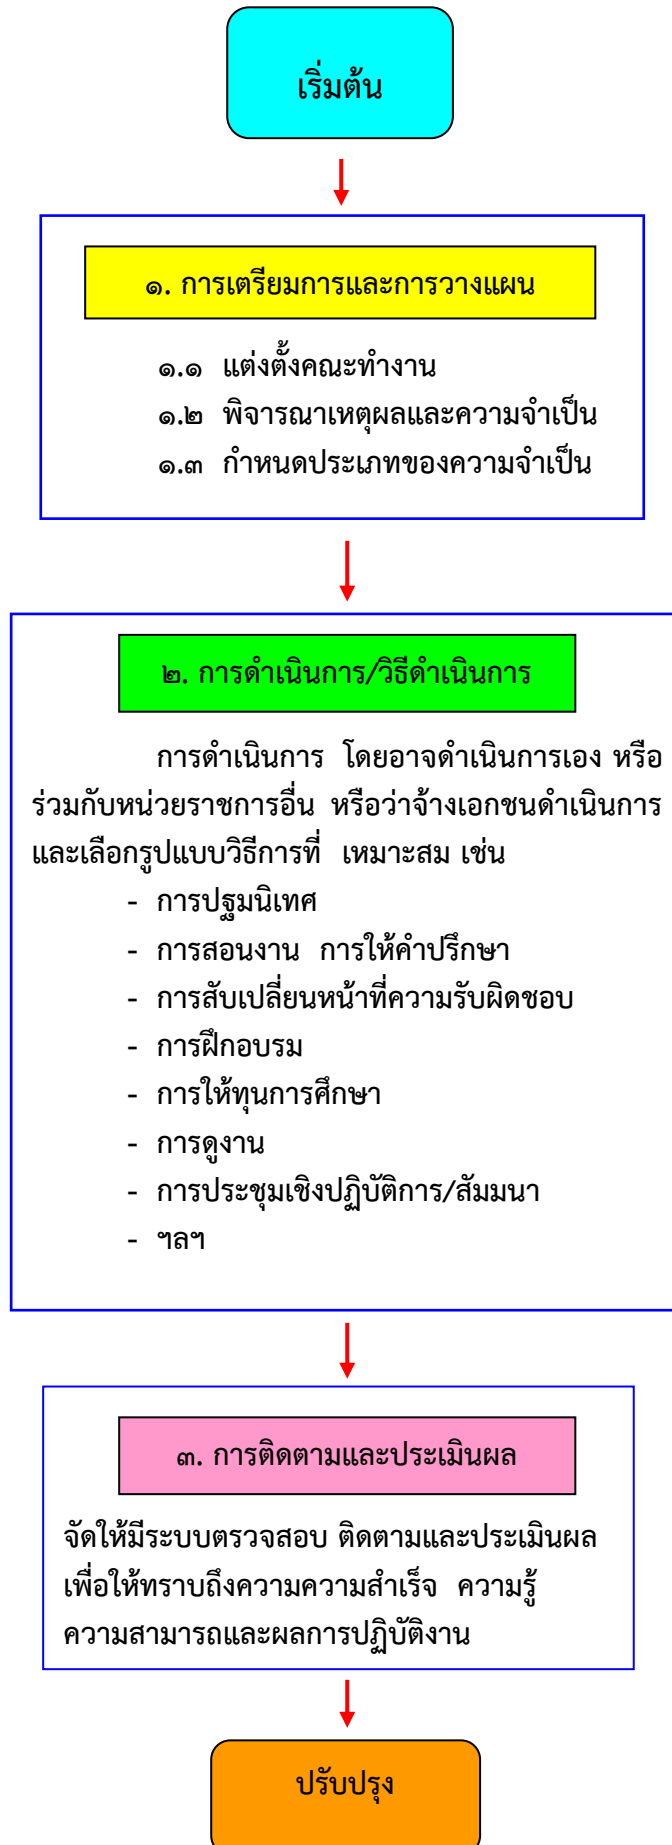 เริ่มต้น
๑. การเตรียมการและการวางแผน
๑.๑ แต่งตั้งคณะทำงาน
๑.๒ พิจารณาเหตุผลและความจำเป็น
๑.๓ กำหนดประเภทของความจำเป็น
๒. การดำเนินการ/วิธีดำเนินการ
การดำเนินการ โดยอาจดำเนินการเอง หรือ
ร่วมกับหน่วยราชการอื่น หรือว่าจ้างเอกชนดำเนินการ
และเลือกรูปแบบวิธีการที่ เหมาะสม เช่น
- การปฐมนิเทศ
- การสอนงาน การให้คำปรึกษา
- การสับเปลี่ยนหน้าที่ความรับผิดชอบ
- การฝึกอบรม
- การให้ทุนการศึกษา
- การดูงาน
- การประชุมเชิงปฏิบัติการ/สัมมนา
- ฯลฯ
๓. การติดตามและประเมินผล
จัดให้มีระบบตรวจสอบ ติดตามและประเมินผล
เพื่อให้ทราบถึงความความสำเร็จ ความรู้
ความสามารถและผลการปฏิบัติงาน
ปรับปรุง